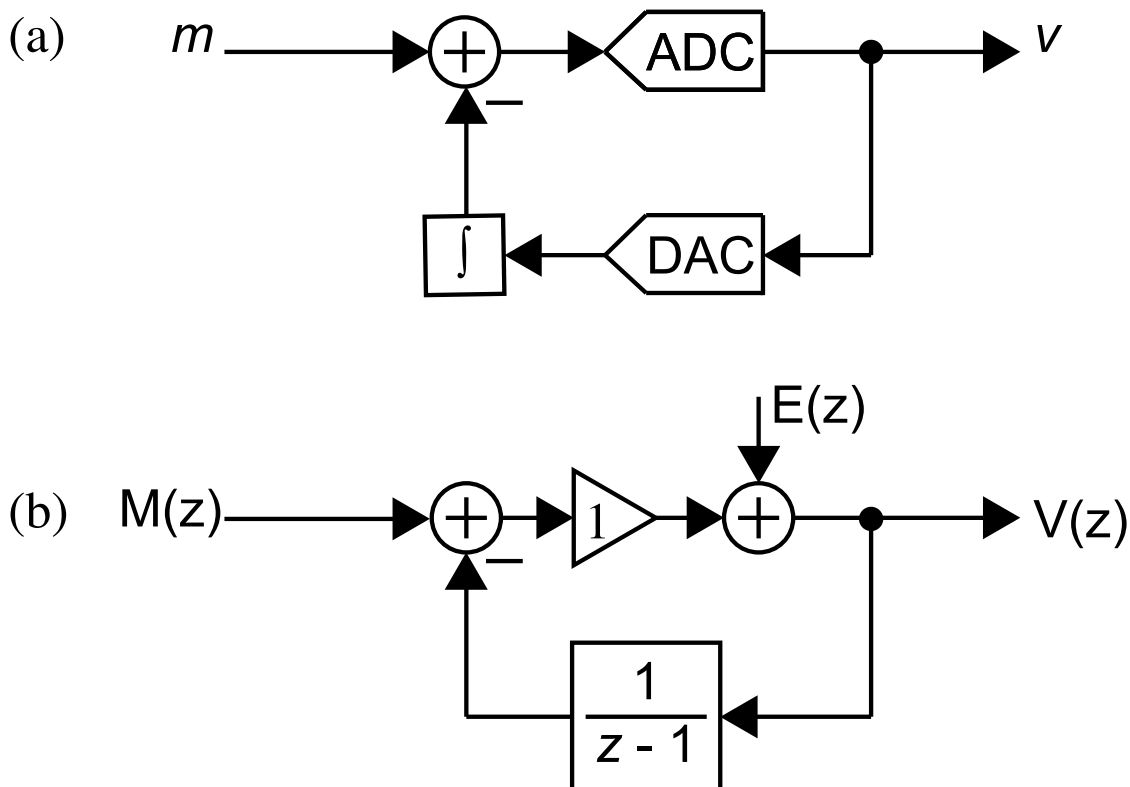 (a) m + ADC v
−
∫ DAC
E(z)
(b) M(z) + 1 + V(z)
−
1
z - 1